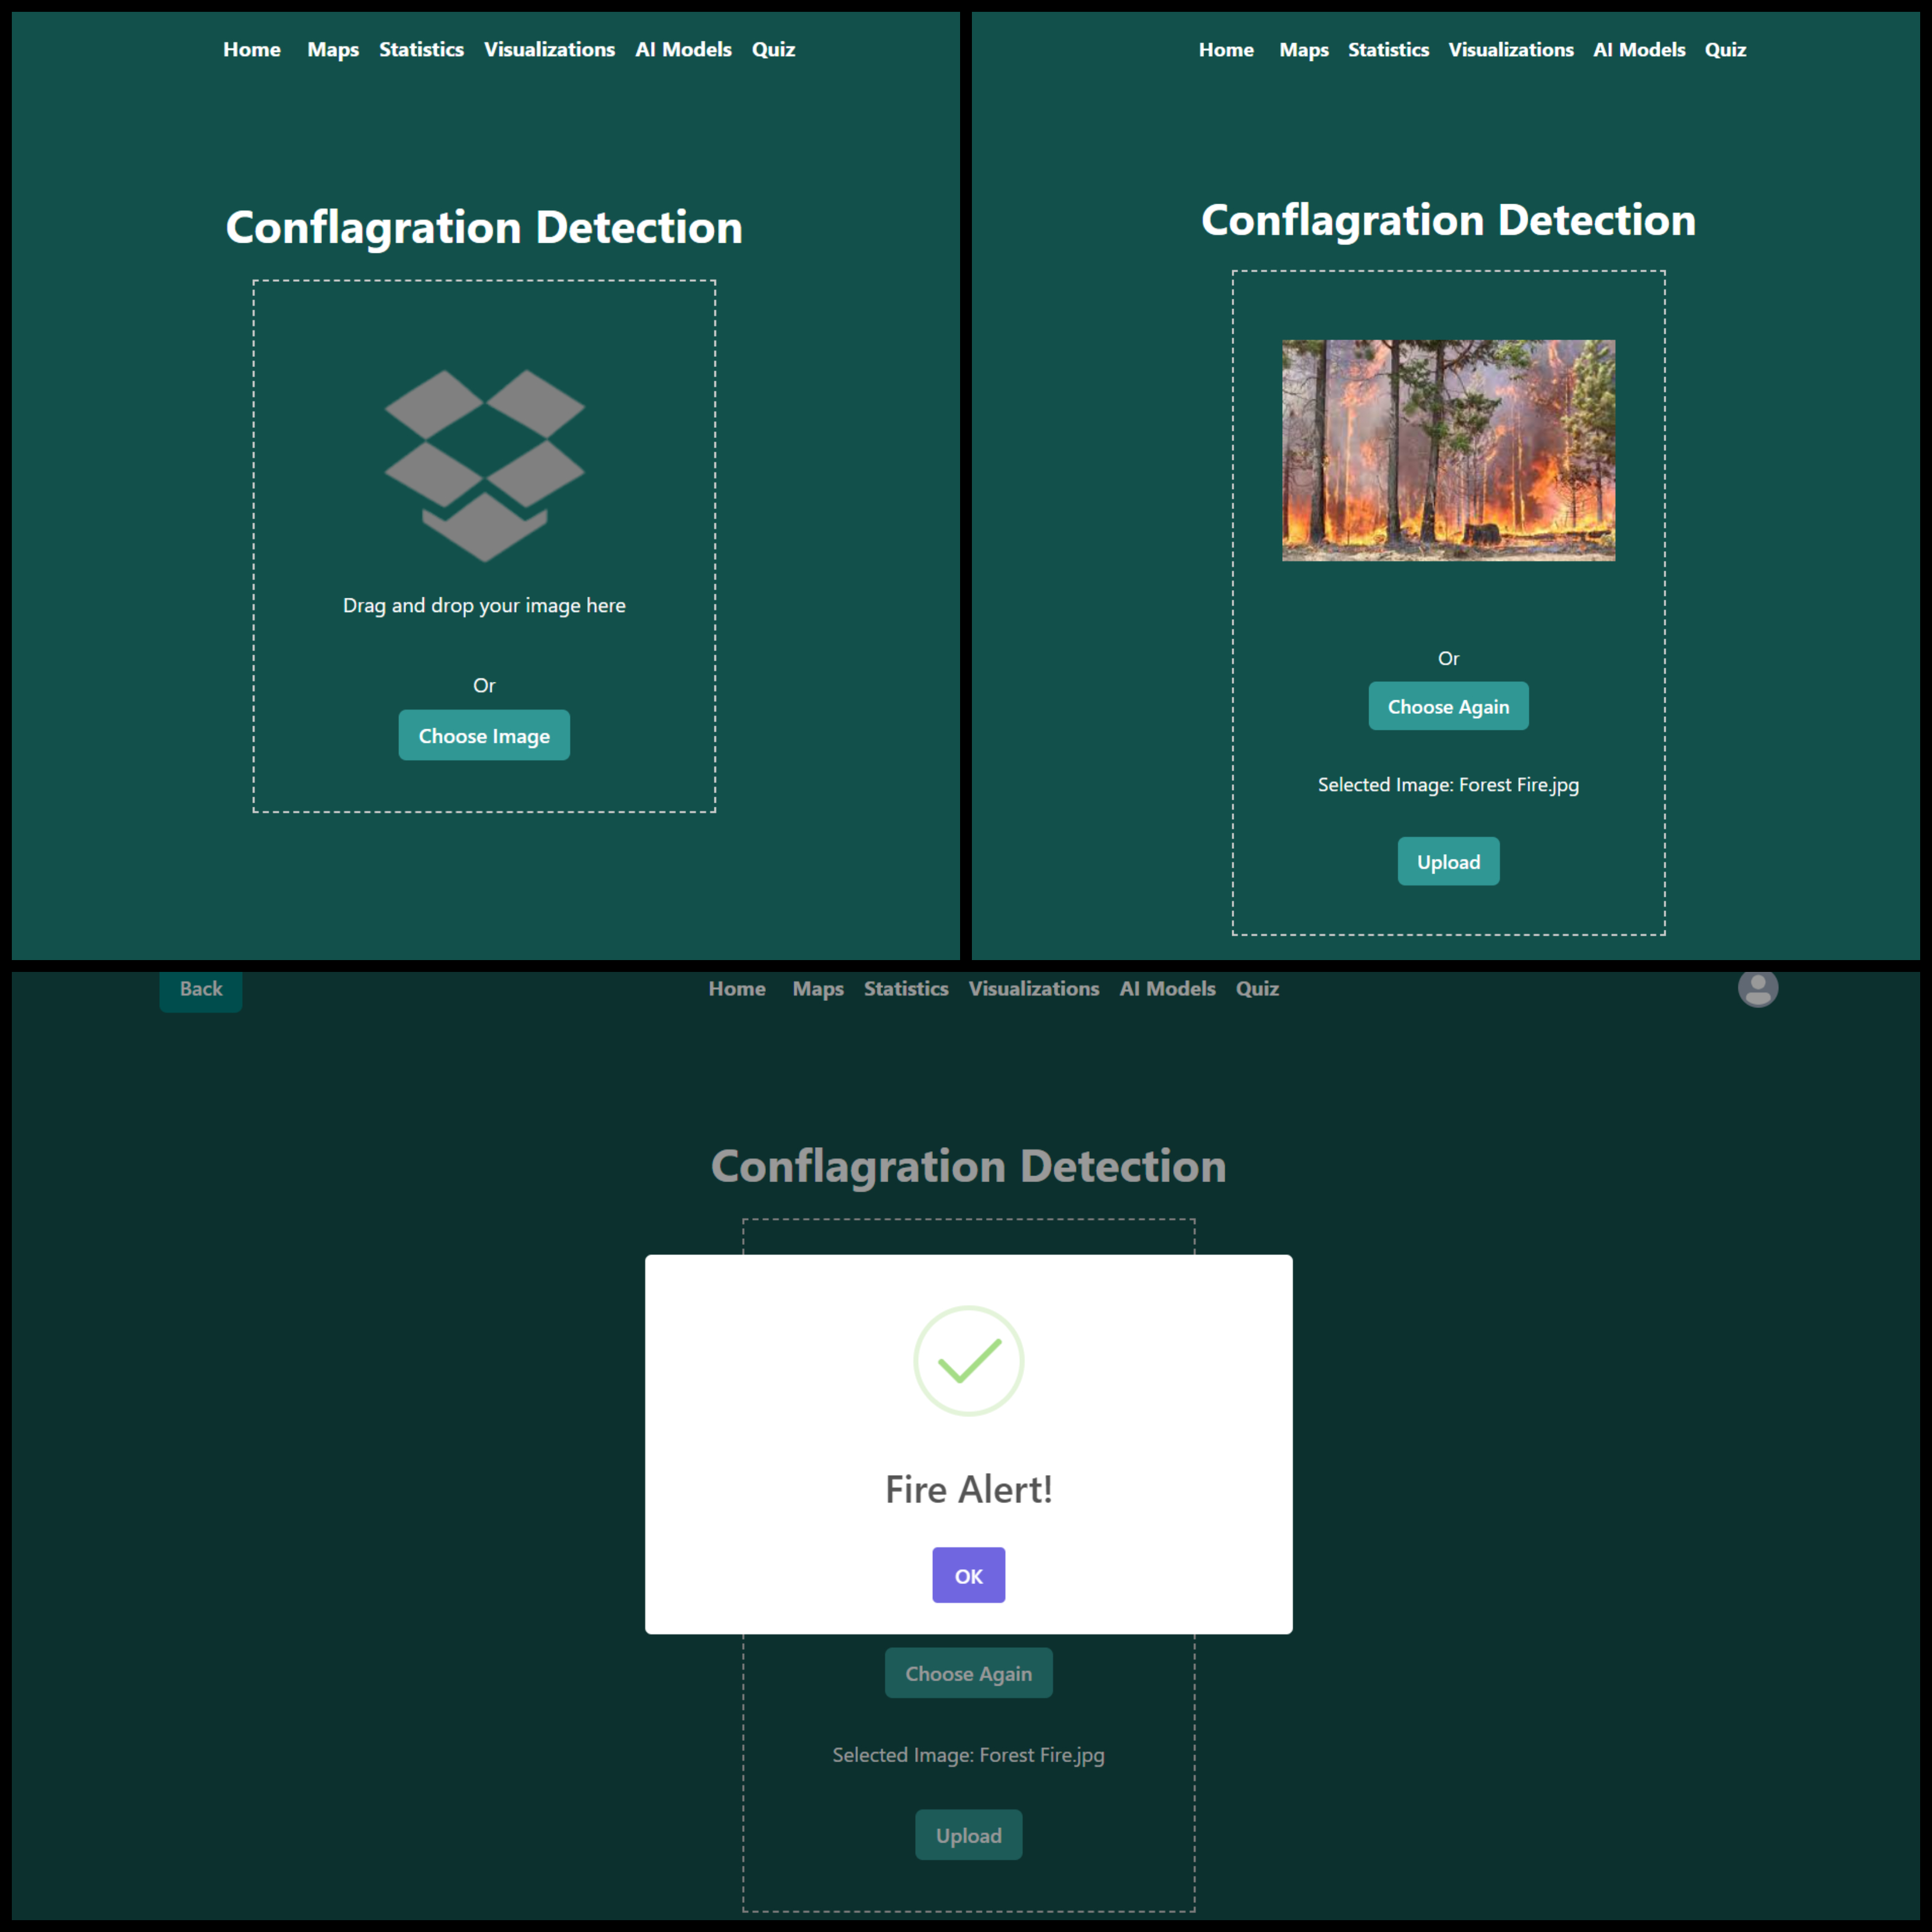 Home Maps Statistics Visualizations AI Models Quiz
Conflagration Detection
Drag and drop your image here
Or
Choose Image
Home Maps Statistics Visualizations AI Models Quiz
Conflagration Detection
Or
Choose Again
Selected Image: Forest Fire.jpg
Upload
Back Home Maps Statistics Visualizations AI Models Quiz
Conflagration Detection
Fire Alert!
OK
Choose Again
Selected Image: Forest Fire.jpg
Upload